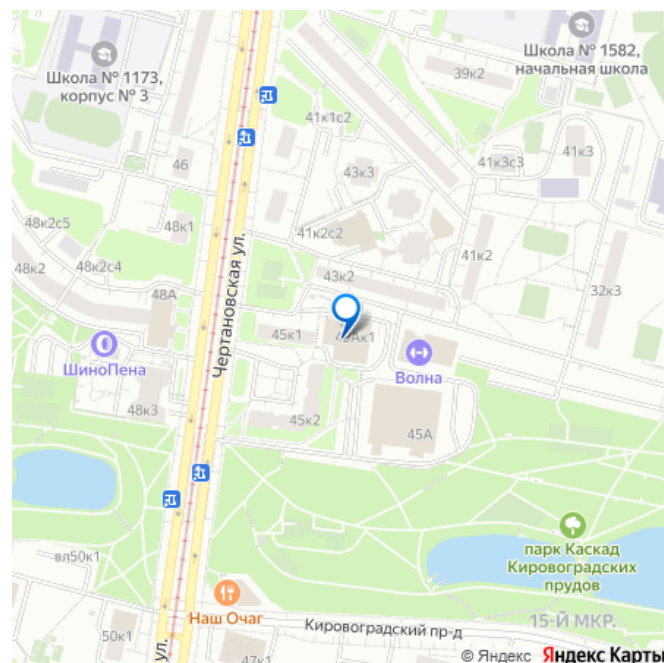 Школа № 1173,
корпус № 3
Школа № 1582,
начальная школа
39к2
41к1с2
46
43к3
41к3с3
41к3
48к2с5
48к1
41к2с2
48к2
48к2с4
41к2
Чертановская ул.
43к2
48А
32к3
45к1
ШиноПена
Волна
48к3
45к2
45А
парк Каскад
Кировоградских
прудов
вл50к1
Наш Очаг
Кировоградский пр-д
15-Й МКР.
50к1
ул.
47к1
© Яндекс Яндекс Карты